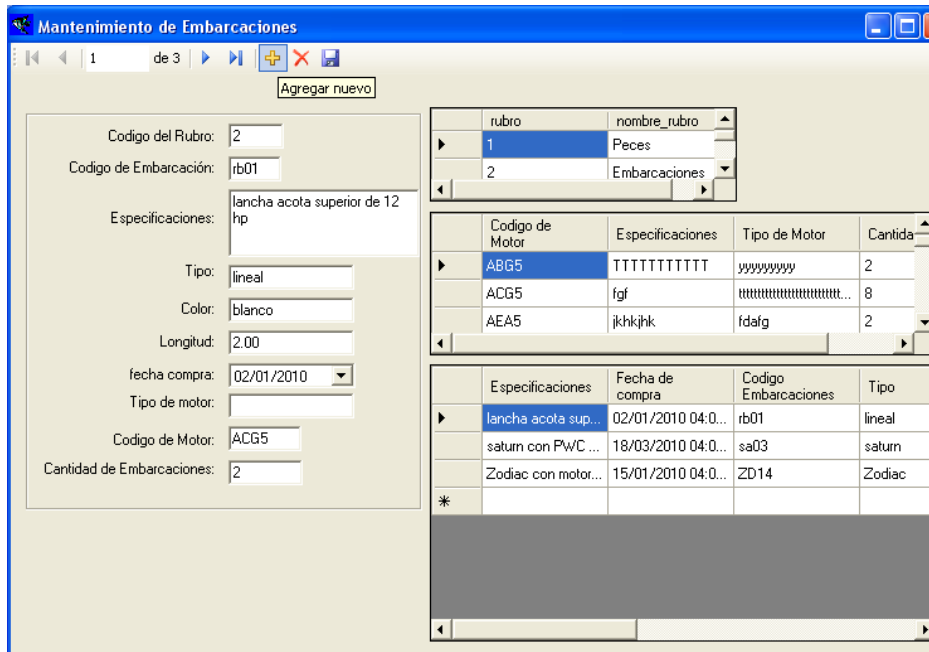 Mantenimiento de Embarcaciones
1 de 3
Agregar nuevo
Codigo del Rubro: 2
Codigo de Embarcación: rb01
Especificaciones: lancha acota superior de 12
hp
Tipo: lineal
Color: blanco
Longitud: 2.00
fecha compra: 02/01/2010
Tipo de motor:
Codigo de Motor: ACG5
Cantidad de Embarcaciones: 2
rubro nombre_rubro
1 Peces
2 Embarcaciones
Codigo de
Motor Especificaciones Tipo de Motor Cantida
ABG5 TTTTTTTTTTT yyyyyyyyy 2
ACG5 fgf 8
AEA5 jkhkjhk fdafg 2
Especificaciones Fecha de
compra Codigo
Embarcaciones Tipo
lancha acota sup... 02/01/2010 04:0... rb01 lineal
saturn con PWC ... 18/03/2010 04:0... sa03 saturn
Zodiac con motor... 15/01/2010 04:0... ZD14 Zodiac